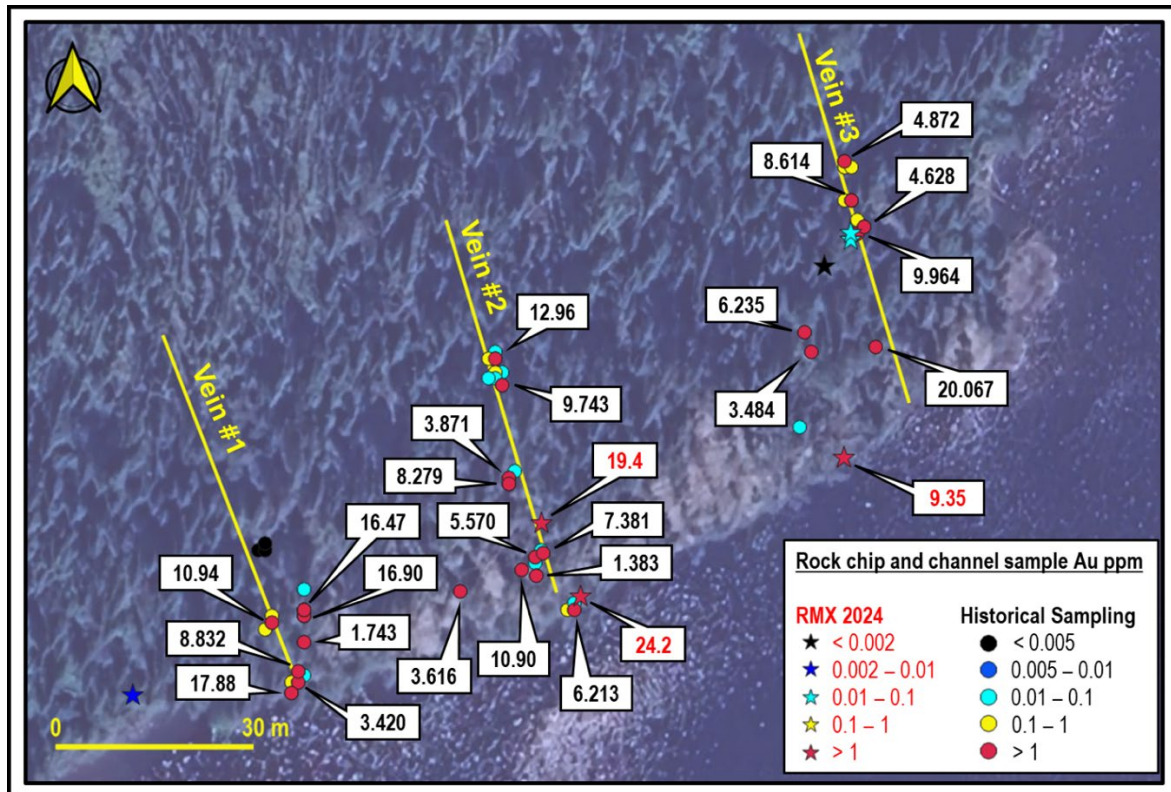 Vein #3
4.872
8.614
4.628
9.964
Vein #2
6.235
12.96
20.067
3.484
9.743
Vein #1
3.871
19.4
8.279
9.35
16.47
5.570
7.381
10.94
16.90
1.383
8.832
1.743
17.88
3.616
10.90
24.2
3.420
6.213
0 30 m
Rock chip and channel sample Au ppm
RMX 2024 Historical Sampling
< 0.002 < 0.005
0.002 – 0.01 0.005 – 0.01
0.01 – 0.1 0.01 – 0.1
0.1 – 1 0.1 – 1
> 1 > 1